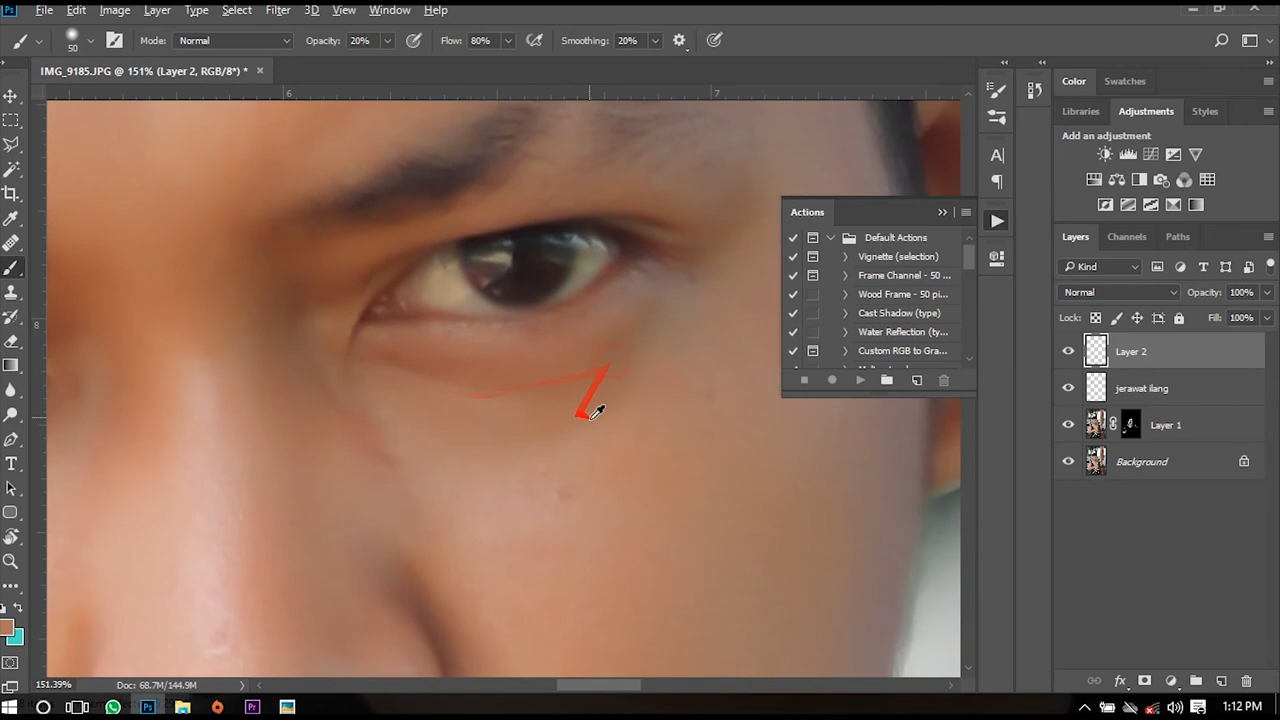 Ps File Edit Image Layer Type Select Filter 3D View Window Help
50 Mode: Normal Opacity: 20% Flow: 80% Smoothing: 20%
IMG_9185.JPG @ 151% (Layer 2, RGB/8*) * ×
6 7
8
Color Swatches
Libraries Adjustments Styles
Add an adjustment
Actions
Default Actions
Vignette (selection)
Frame Channel - 50 ...
Wood Frame - 50 pi...
Cast Shadow (type)
Water Reflection (ty...
Custom RGB to Gra...
Layers Channels Paths
Kind
Normal Opacity: 100%
Lock: Fill: 100%
Layer 2
jerawat ilang
Layer 1
Background
151.39% Doc: 68.7M/144.9M
Ps Pr 1:12 PM